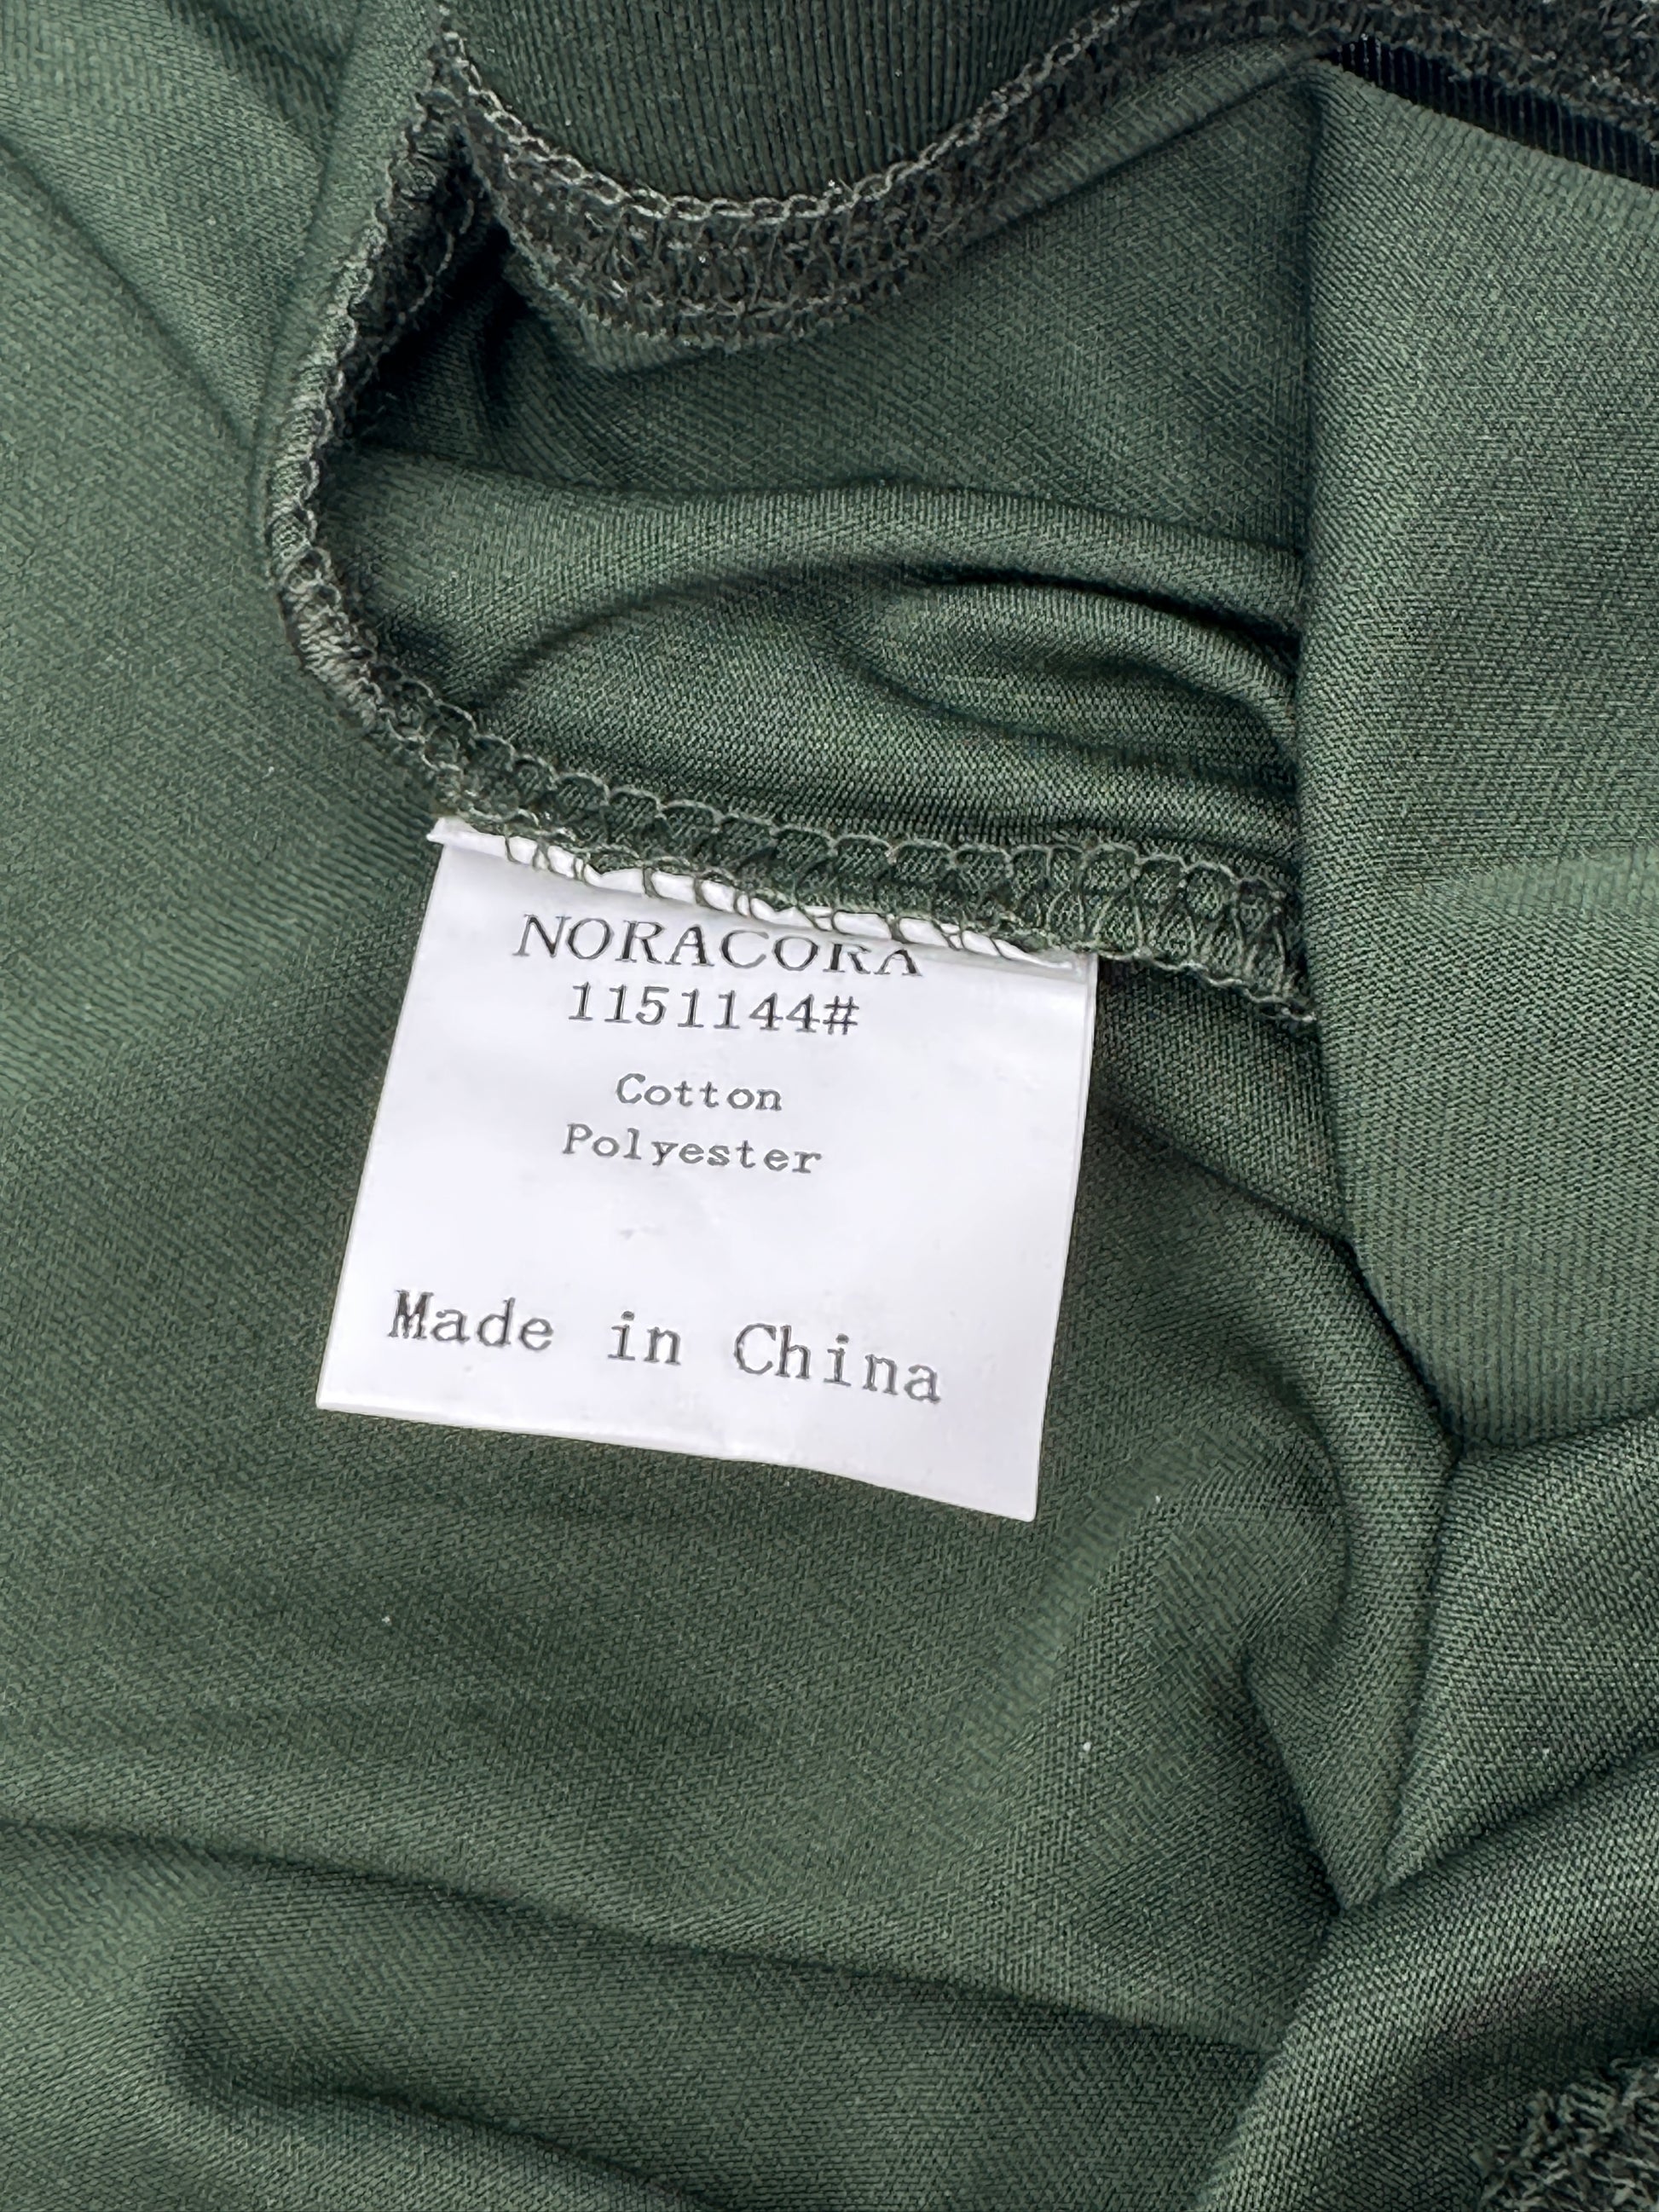 NORACORA
1151144#
Cotton
Polyester
Made in China